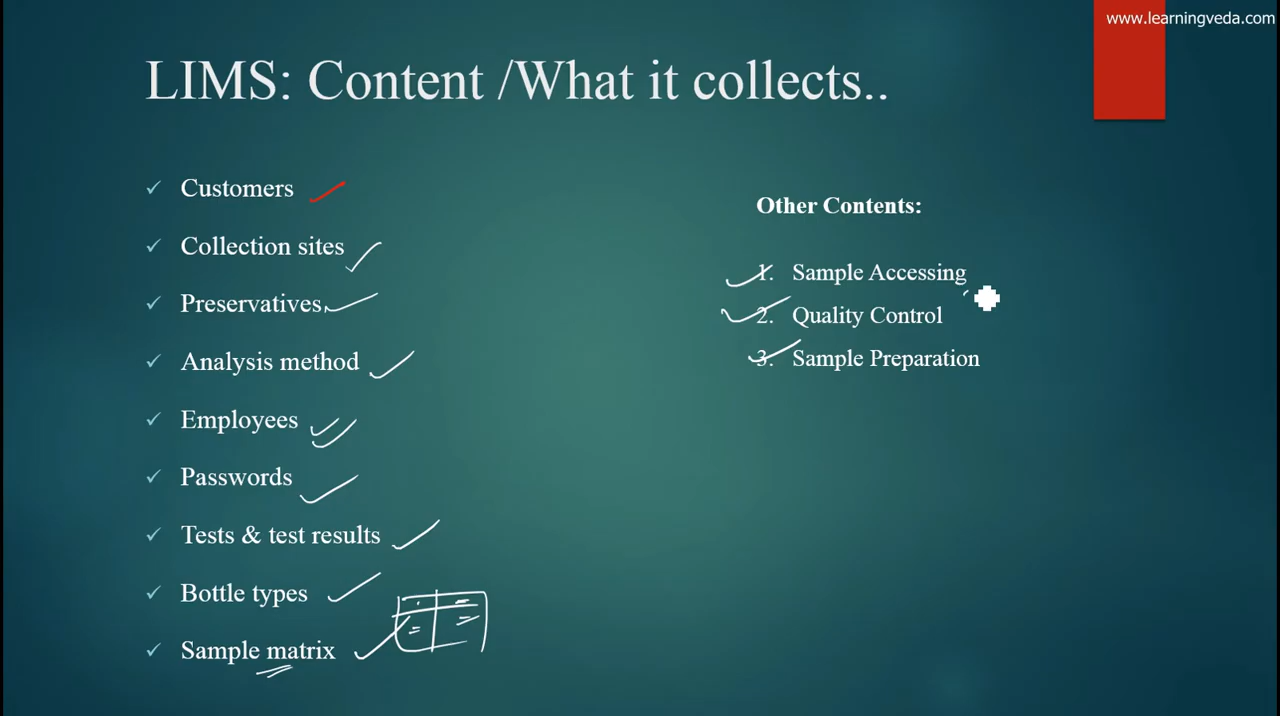 www.learningveda.com
LIMS: Content /What it collects..
Customers
Collection sites
Preservatives
Analysis method
Employees
Passwords
Tests & test results
Bottle types
Sample matrix
Other Contents:
1. Sample Accessing
2. Quality Control
3. Sample Preparation